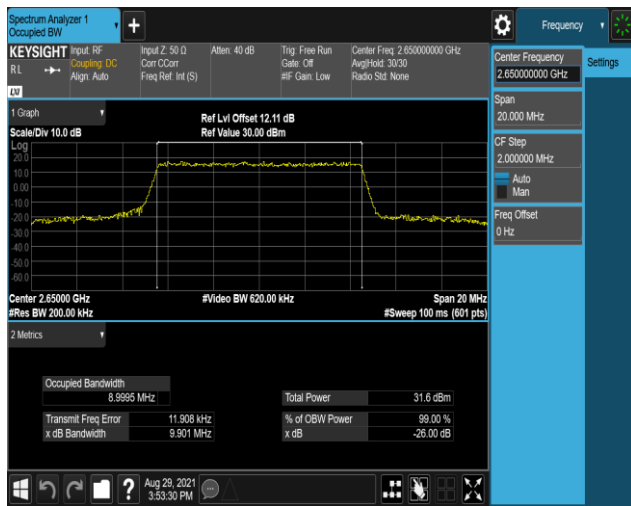 Spectrum Analyzer 1
Occupied BW
Frequency
KEYSIGHT
RL
LXI
Input: RF
Coupling: DC
Align: Auto
Input Z: 50 Ω
Corr CCorr
Freq Ref: Int (S)
Atten: 40 dB
Trig: Free Run
Gate: Off
#IF Gain: Low
Center Freq: 2.650000000 GHz
Avg|Hold: 30/30
Radio Std: None
Center Frequency
2.650000000 GHz
Settings
Span
20.000 MHz
CF Step
2.000000 MHz
Auto
Man
Freq Offset
0 Hz
1 Graph
Scale/Div 10.0 dB
Ref Lvl Offset 12.11 dB
Ref Value 30.00 dBm
Log
20.0
10.0
0.00
-10.0
-20.0
-30.0
-40.0
-50.0
-60.0
Center 2.65000 GHz
#Res BW 200.00 kHz
#Video BW 620.00 kHz
Span 20 MHz
#Sweep 100 ms (601 pts)
2 Metrics
Occupied Bandwidth
8.9995 MHz
Transmit Freq Error 11.908 kHz
x dB Bandwidth 9.901 MHz
Total Power 31.6 dBm
% of OBW Power 99.00 %
x dB -26.00 dB
?
Aug 29, 2021
3:53:30 PM